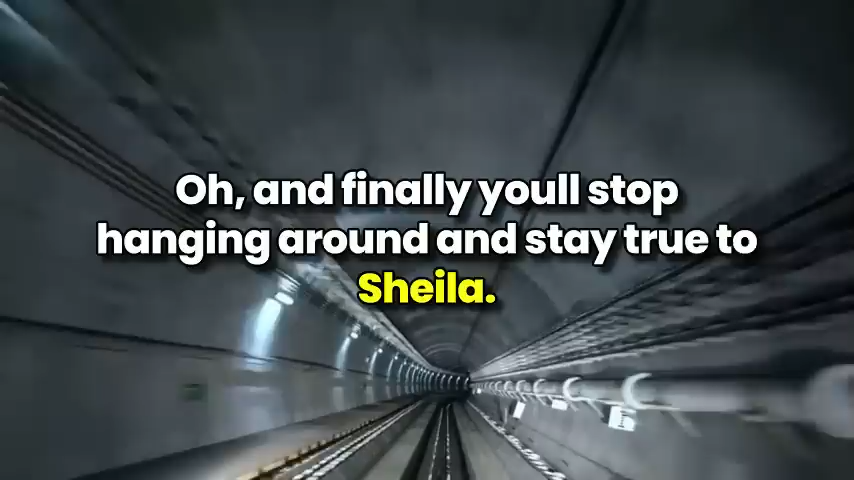 Oh, and finally youll stop
hanging around and stay true to
Sheila.